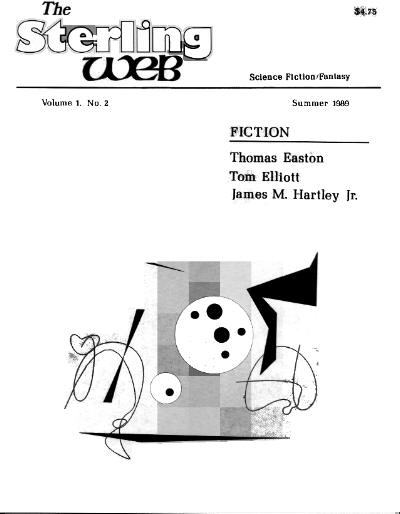 The
Sterling
WEB
$4.75
Science Fiction/Fantasy
Volume 1. No. 2
Summer 1989
FICTION
Thomas Easton
Tom Elliott
James M. Hartley Jr.